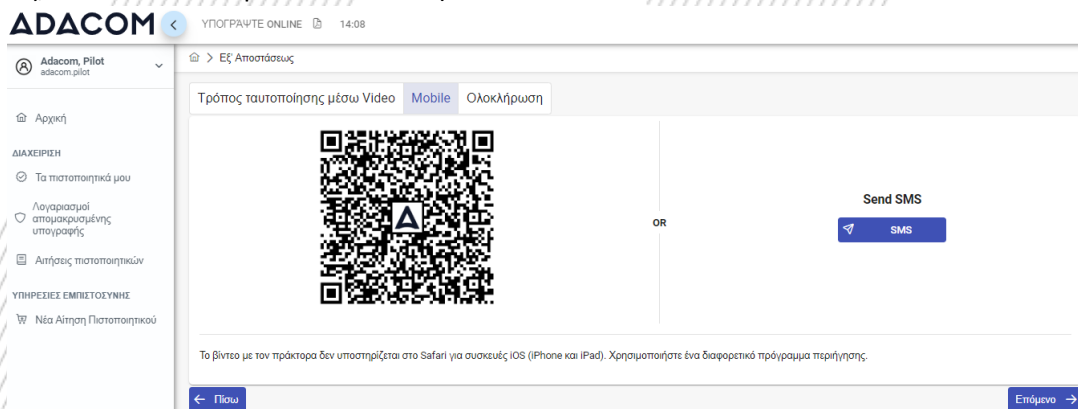 ADACOM
ΥΠΟΓΡΑΨΤΕ ONLINE 14:08
Adacom, Pilot
adacom.pilot
Εξ' Αποστάσεως
Τρόπος ταυτοποίησης μέσω Video Mobile Ολοκλήρωση
Αρχική
ΔΙΑΧΕΙΡΙΣΗ
Τα πιστοποιητικά μου
Λογαριασμοί
απομακρυσμένης
υπογραφής
Αιτήσεις πιστοποιητικών
ΥΠΗΡΕΣΙΕΣ ΕΜΠΙΣΤΟΣΥΝΗΣ
Νέα Αίτηση Πιστοποιητικού
OR
Send SMS
SMS
Το βίντεο με τον πράκτορα δεν υποστηρίζεται στο Safari για συσκευές iOS (iPhone και iPad). Χρησιμοποιήστε ένα διαφορετικό πρόγραμμα περιήγησης.
Πίσω
Επόμενο